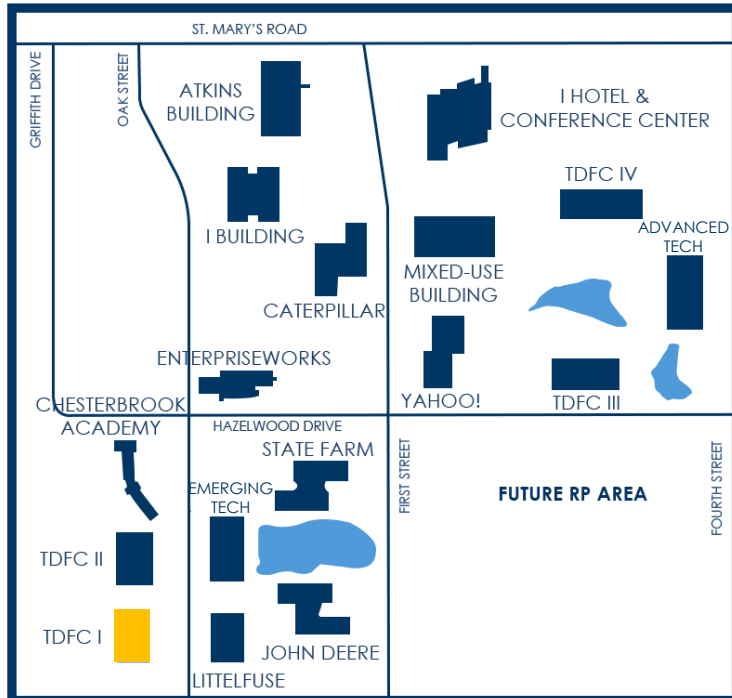 ST. MARY'S ROAD
GRIFFITH DRIVE
OAK STREET
ATKINS
BUILDING
I HOTEL &
CONFERENCE CENTER
TDFC IV
I BUILDING
ADVANCED
TECH
MIXED-USE
BUILDING
CATERPILLAR
ENTERPRISEWORKS
YAHOO!
TDFC III
CHESTERBROOK
ACADEMY
HAZELWOOD DRIVE
STATE FARM
FIRST STREET
FOURTH STREET
EMERGING
TECH
FUTURE RP AREA
TDFC II
TDFC I
JOHN DEERE
LITTELFUSE